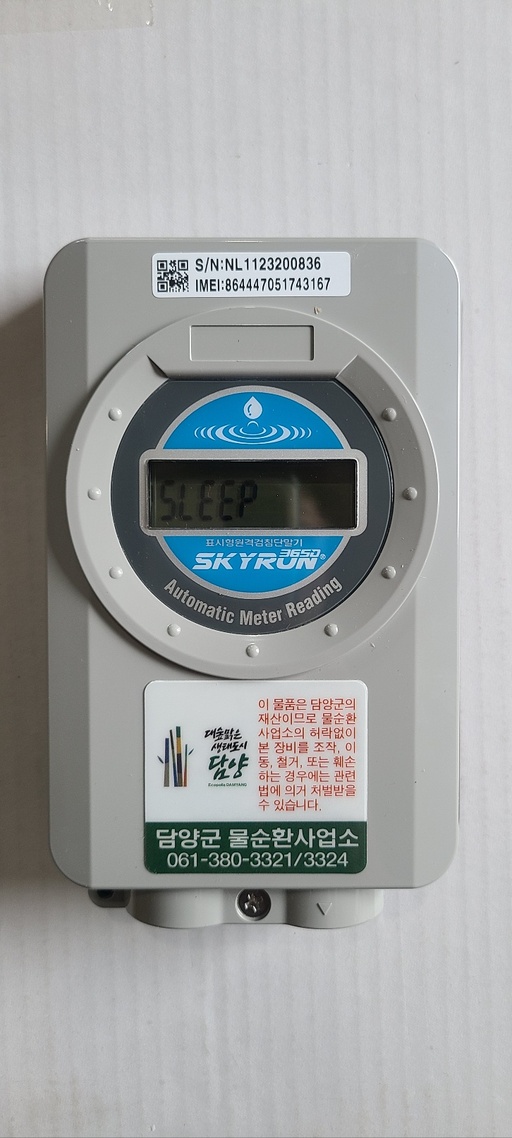 S/N:NL1123200836
IMEI:864447051743167
SLEEP
표시형원격검침단말기
SKYRUN 365D®
Automatic Meter Reading
대숲맑은
생태도시
담양
Ecopolis DAMYANG
이 물품은 담양군의
재산이므로 물순환
사업소의 허락없이
본 장비를 조작, 이
동, 철거, 또는 훼손
하는 경우에는 관련
법에 의거 처벌받을
수 있습니다.
담양군 물순환사업소
061-380-3321/3324